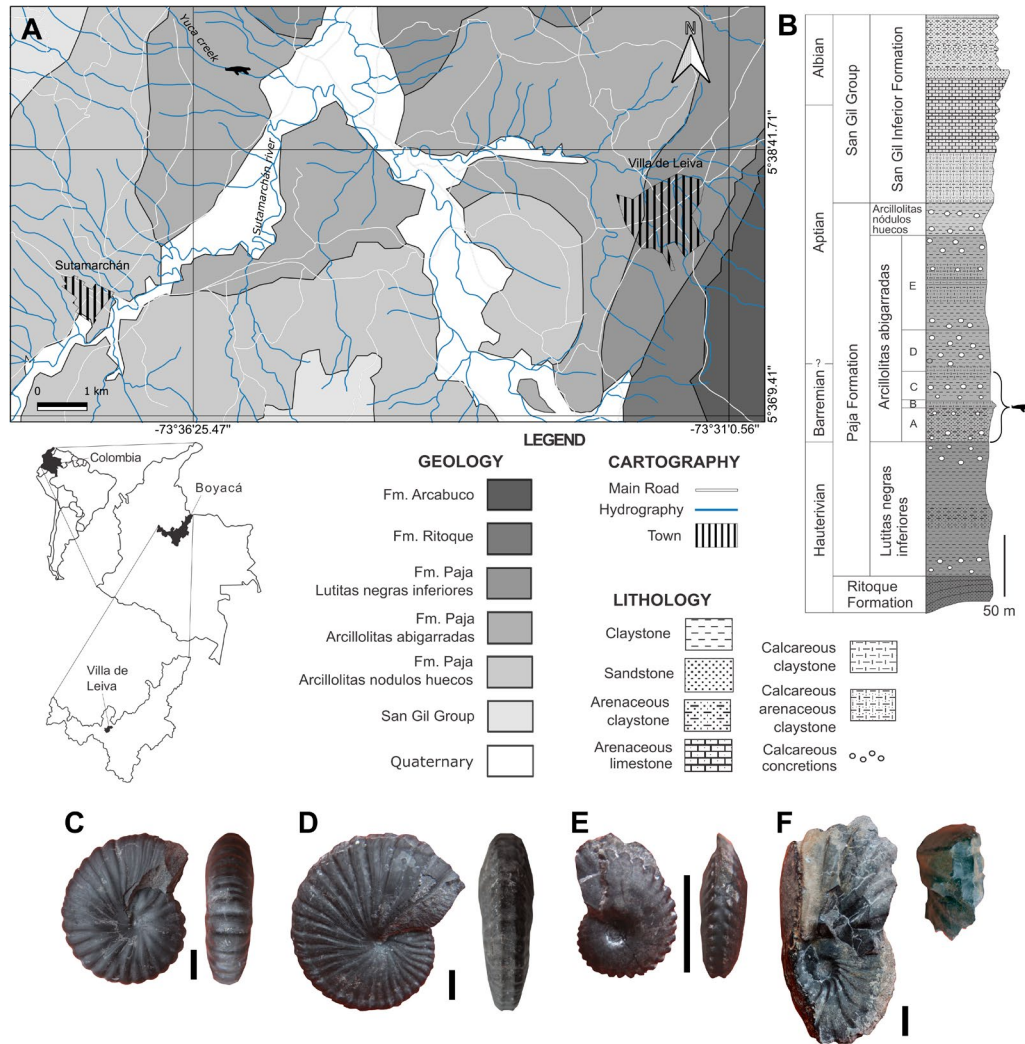 A
Yuca creek
N
Sutamarchán river
Villa de Leiva
Sutamarchán
0 1 km
5°38'41.71"
5°36'9.41"
-73°36'25.47"
-73°31'0.56"
B
Albian
Aptian
Barremian -?
Hauterivian
San Gil Group
Paja Formation
San Gil Inferior Formation
Arcillolitas
nódulos
huecos
Arcillolitas abigarradas
E
D
C
B
A
Lutitas negras
inferiores
Ritoque
Formation
50 m
Colombia
Boyacá
Villa de
Leiva
LEGEND
GEOLOGY
Fm. Arcabuco
Fm. Ritoque
Fm. Paja
Lutitas negras inferiores
Fm. Paja
Arcillolitas abigarradas
Fm. Paja
Arcillolitas nodulos huecos
San Gil Group
Quaternary
CARTOGRAPHY
Main Road
Hydrography
Town
LITHOLOGY
Claystone
Sandstone
Arenaceous
claystone
Arenaceous
limestone
Calcareous
claystone
Calcareous
arenaceous
claystone
Calcareous
concretions
C
D
E
F